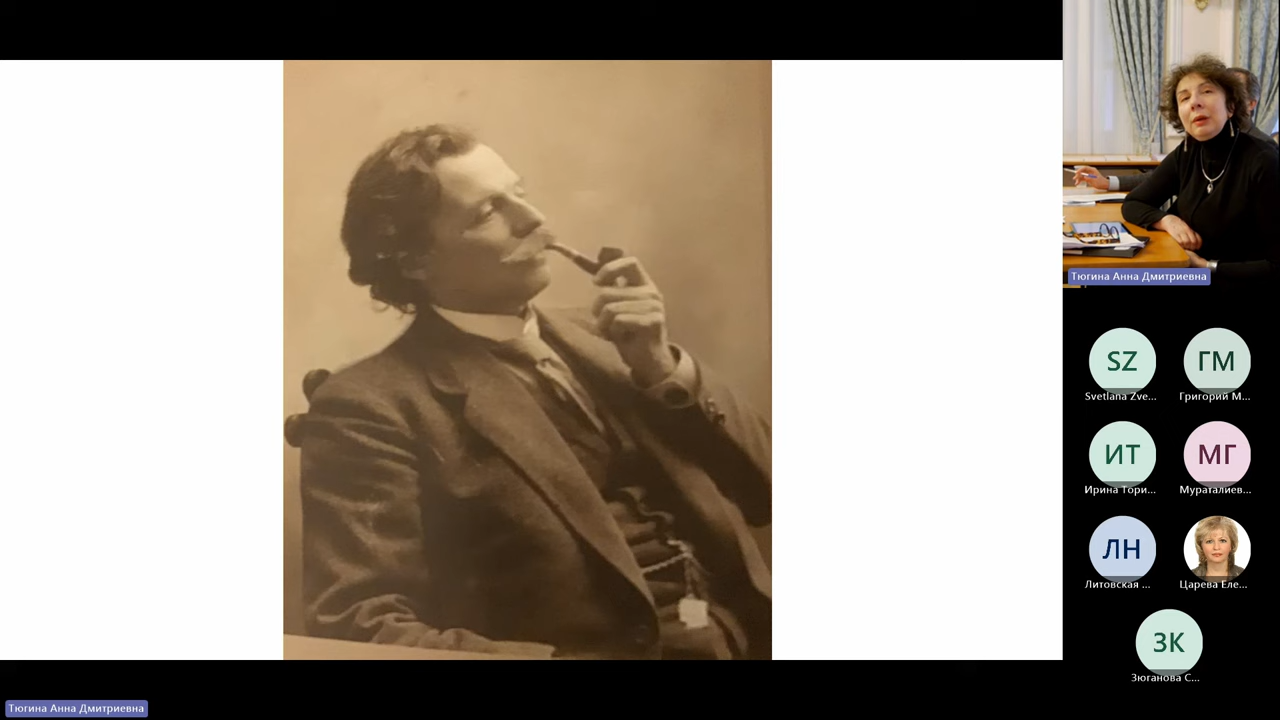 Тюгина Анна Дмитриевна
SZ
ГМ
Svetlana Zve...
Григорий М...
ИТ
МГ
Ирина Тори...
Мураталиев...
ЛН
Литовская ...
Царева Еле...
ЗК
Зюганова С...
Тюгина Анна Дмитриевна